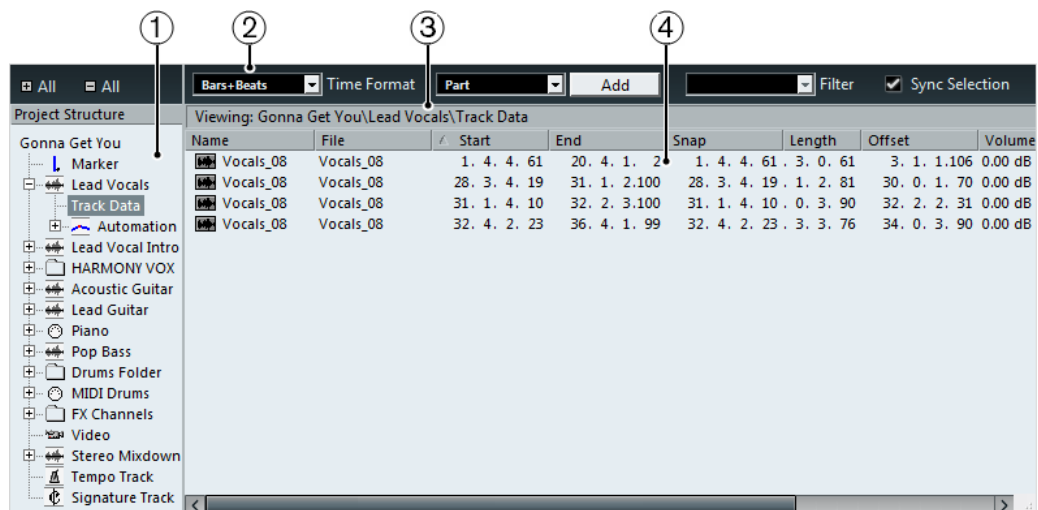 1 2 3 4
All All Bars+Beats Time Format Part Add Filter Sync Selection
Project Structure Viewing: Gonna Get You\Lead Vocals\Track Data
Gonna Get You Name File Start End Snap Length Offset Volume
Marker Vocals_08 Vocals_08 1. 4. 4. 61 20. 4. 1. 2 1. 4. 4. 61 . 3. 0. 61 3. 1. 1.106 0.00 dB
Lead Vocals Vocals_08 Vocals_08 28. 3. 4. 19 31. 1. 2.100 28. 3. 4. 19 . 1. 2. 81 30. 0. 1. 70 0.00 dB
Track Data Vocals_08 Vocals_08 31. 1. 4. 10 32. 2. 3.100 31. 1. 4. 10 . 0. 3. 90 32. 2. 2. 31 0.00 dB
Automation Vocals_08 Vocals_08 32. 4. 2. 23 36. 4. 1. 99 32. 4. 2. 23 . 3. 3. 76 34. 0. 3. 90 0.00 dB
Lead Vocal Intro
HARMONY VOX
Acoustic Guitar
Lead Guitar
Piano
Pop Bass
Drums Folder
MIDI Drums
FX Channels
Video
Stereo Mixdown
Tempo Track
Signature Track